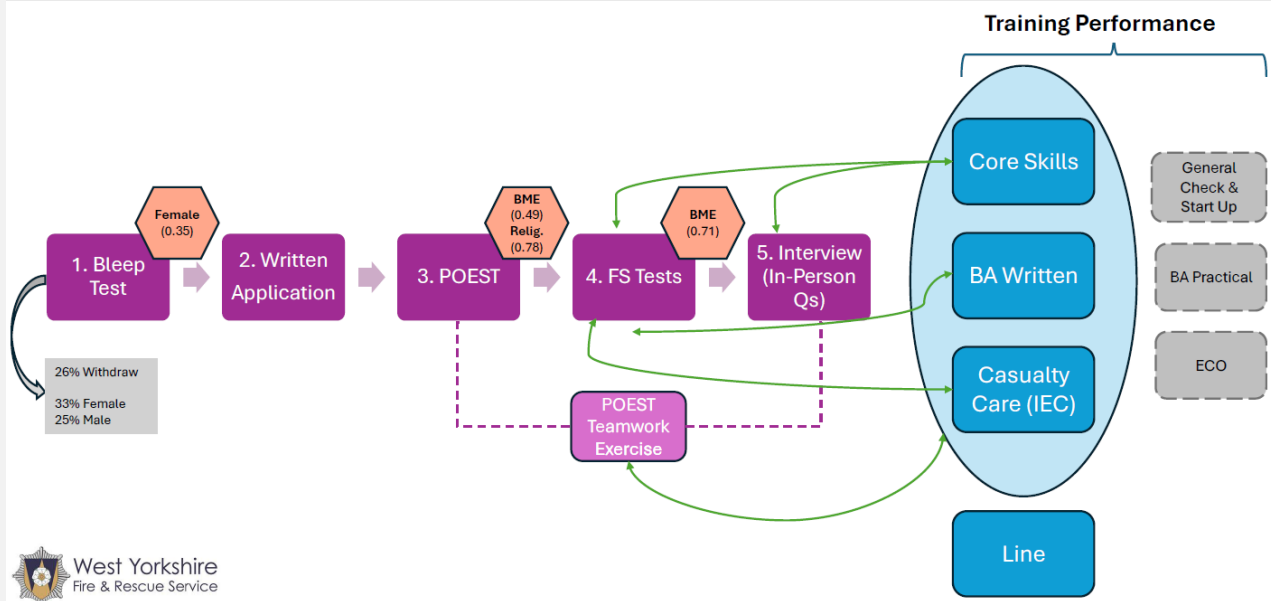 Training Performance
Core Skills
General
Check &
Start Up
BME
(0.49)
Relig.
(0.78)
BME
(0.71)
Female
(0.35)
1. Bleep
Test
2. Written
Application
3. POEST
4. FS Tests
5. Interview
(In-Person
Qs)
BA Written
BA Practical
26% Withdraw
33% Female
25% Male
ECO
Casualty
Care (IEC)
POEST
Teamwork
Exercise
Line
West Yorkshire
Fire & Rescue Service